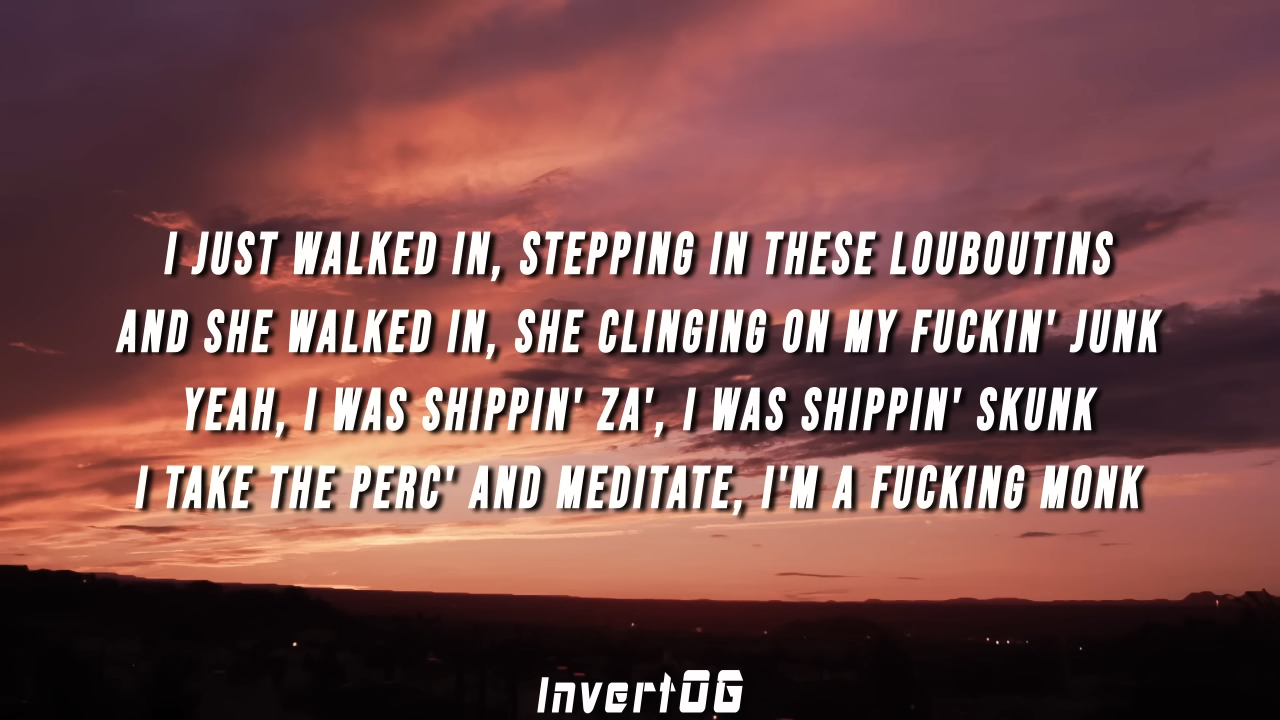 I JUST WALKED IN, STEPPING IN THESE LOUBOUTINS
AND SHE WALKED IN, SHE CLINGING ON MY FUCKIN' JUNK
YEAH, I WAS SHIPPIN' ZA', I WAS SHIPPIN' SKUNK
I TAKE THE PERC' AND MEDITATE, I'M A FUCKING MONK
InvertOG